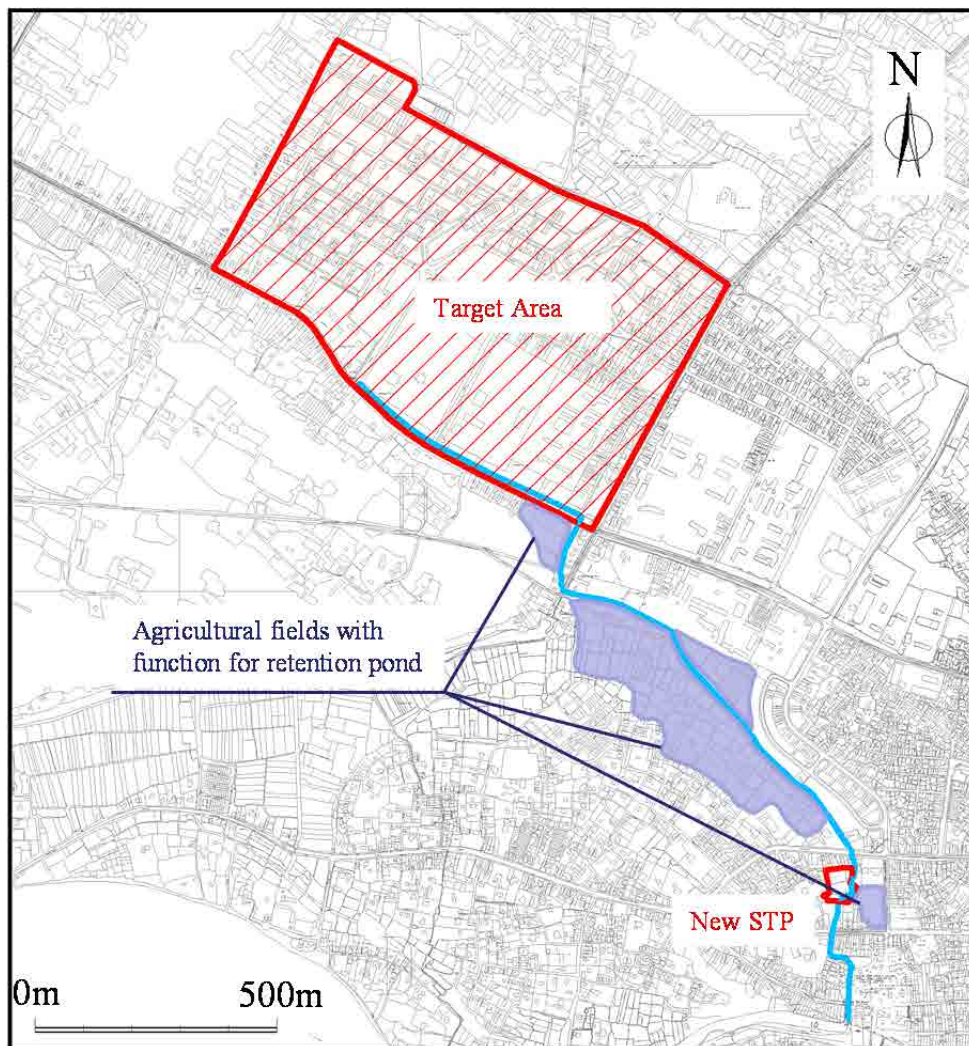 N
Target Area
Agricultural fields with
function for retention pond
New STP
0m
500m